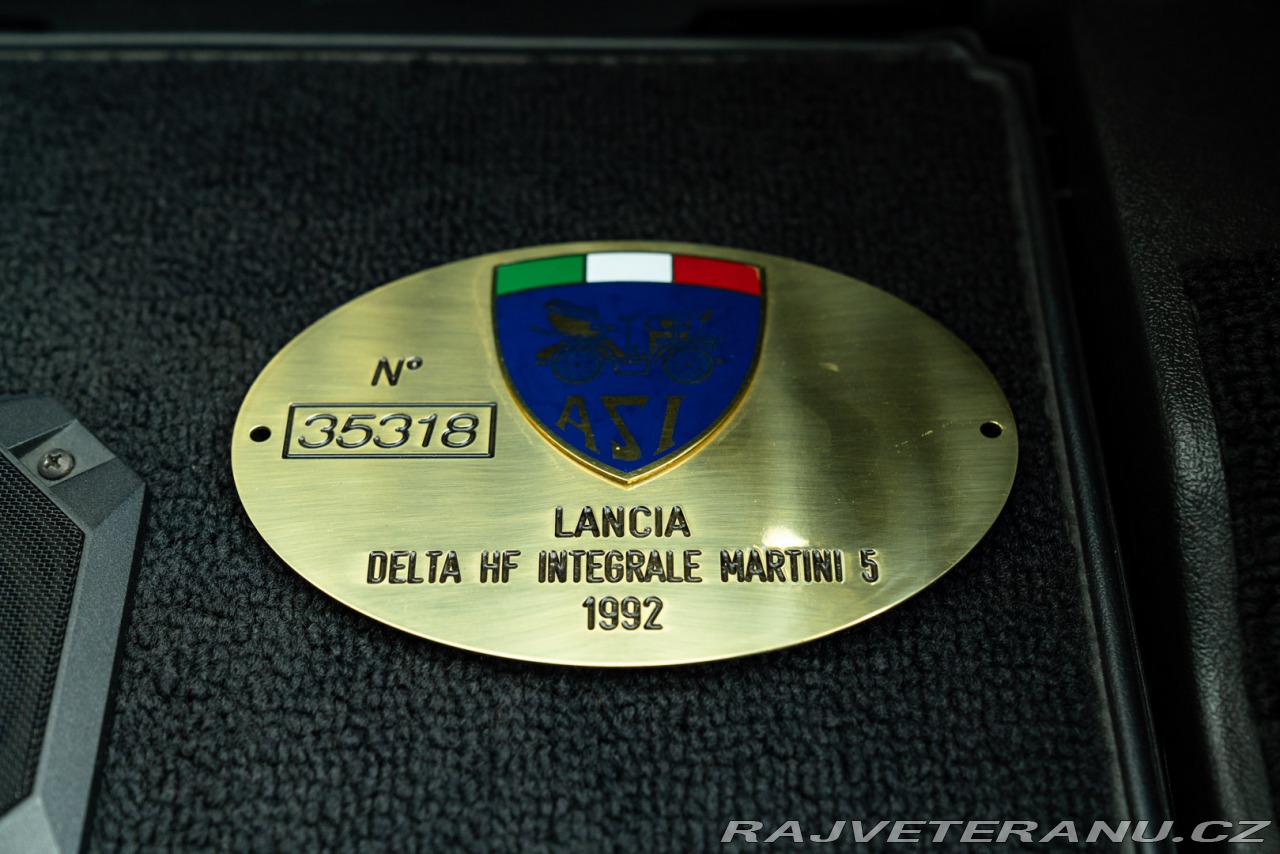 ASI
N°
35318
LANCIA
DELTA HF INTEGRALE MARTINI 5
1992
RAJVETERANU.CZ